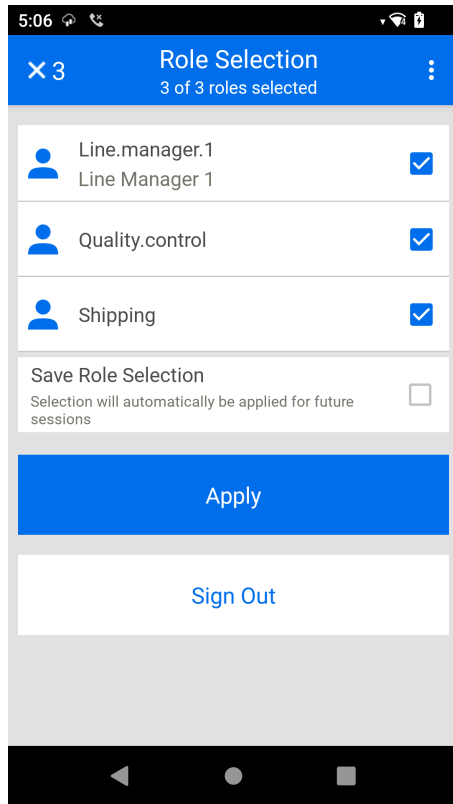 5:06
3
Role Selection
3 of 3 roles selected
Line.manager.1
Line Manager 1
Quality.control
Shipping
Save Role Selection
Selection will automatically be applied for future
sessions
Apply
Sign Out